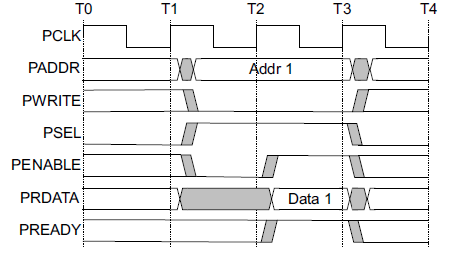 T0 T1 T2 T3 T4
PCLK
PADDR Addr 1
PWRITE
PSEL
PENABLE
PRDATA Data 1
PREADY